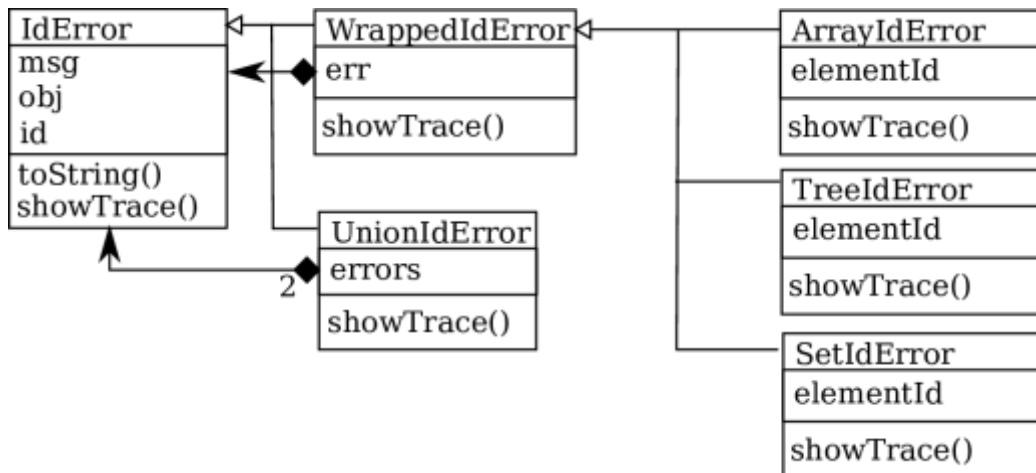 IdError
msg
obj
id
toString()
showTrace()
WrappedIdError
err
showTrace()
UnionIdError
errors
2
showTrace()
ArrayIdError
elementId
showTrace()
TreeIdError
elementId
showTrace()
SetIdError
elementId
showTrace()